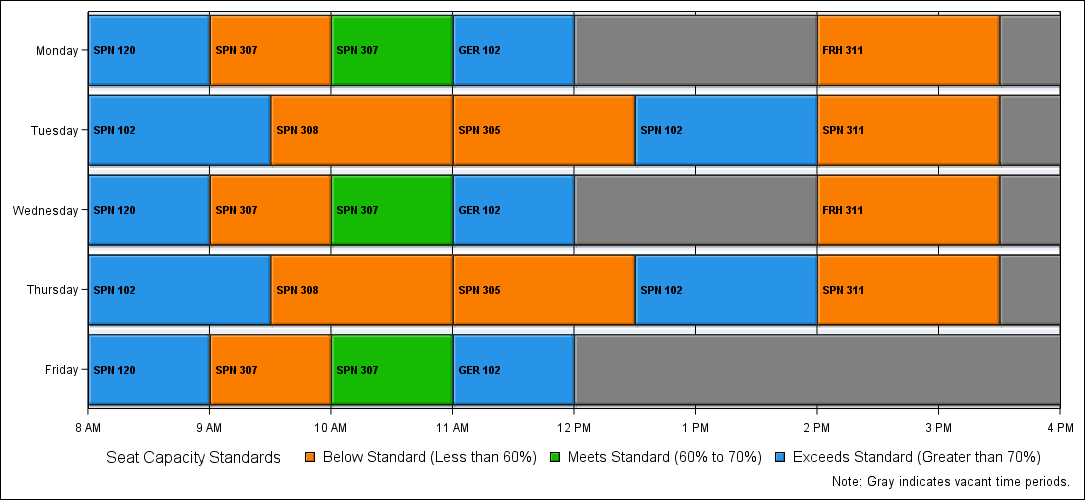 Monday SPN 120 SPN 307 SPN 307 GER 102 FRH 311
Tuesday SPN 102 SPN 308 SPN 305 SPN 102 SPN 311
Wednesday SPN 120 SPN 307 SPN 307 GER 102 FRH 311
Thursday SPN 102 SPN 308 SPN 305 SPN 102 SPN 311
Friday SPN 120 SPN 307 SPN 307 GER 102
8 AM 9 AM 10 AM 11 AM 12 PM 1 PM 2 PM 3 PM 4 PM
Seat Capacity Standards Below Standard (Less than 60%) Meets Standard (60% to 70%) Exceeds Standard (Greater than 70%)
Note: Gray indicates vacant time periods.